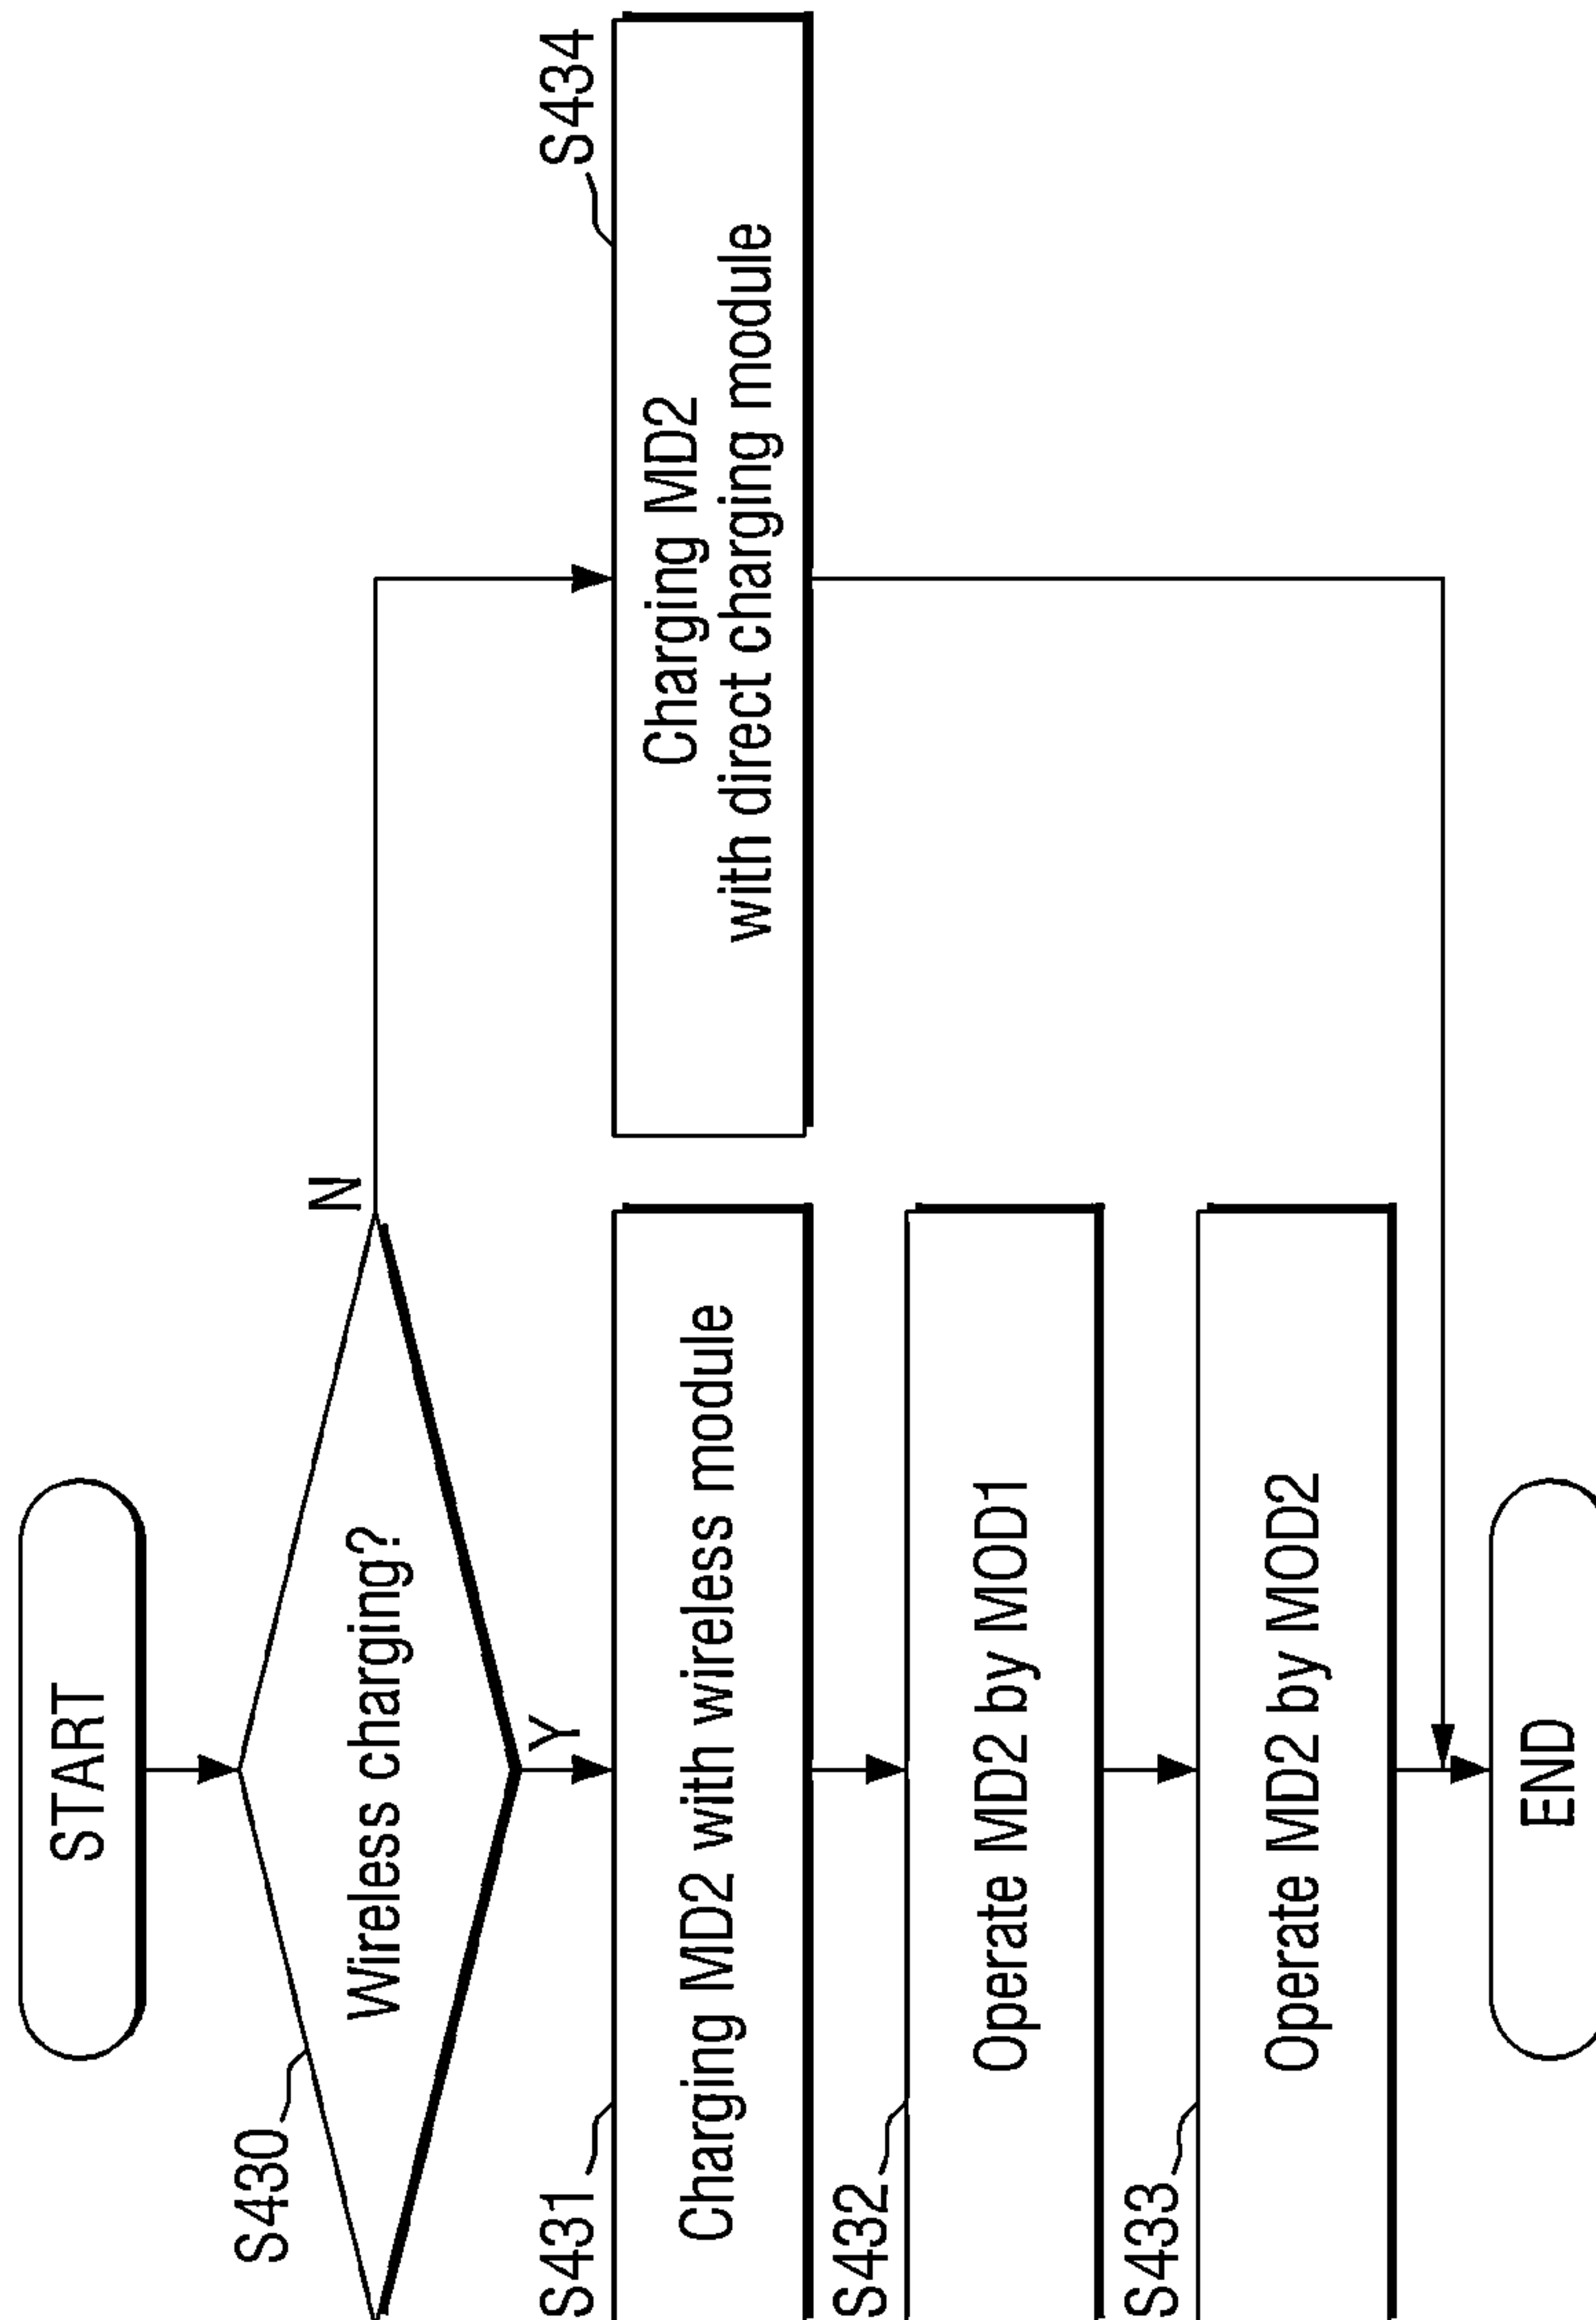 START
S430
Wireless charging?
N
Y
S431
Charging MD2 with wireless module
S434
Charging MD2
with direct charging module
S432
Operate MD2 by MOD1
S433
Operate MD2 by MOD2
END